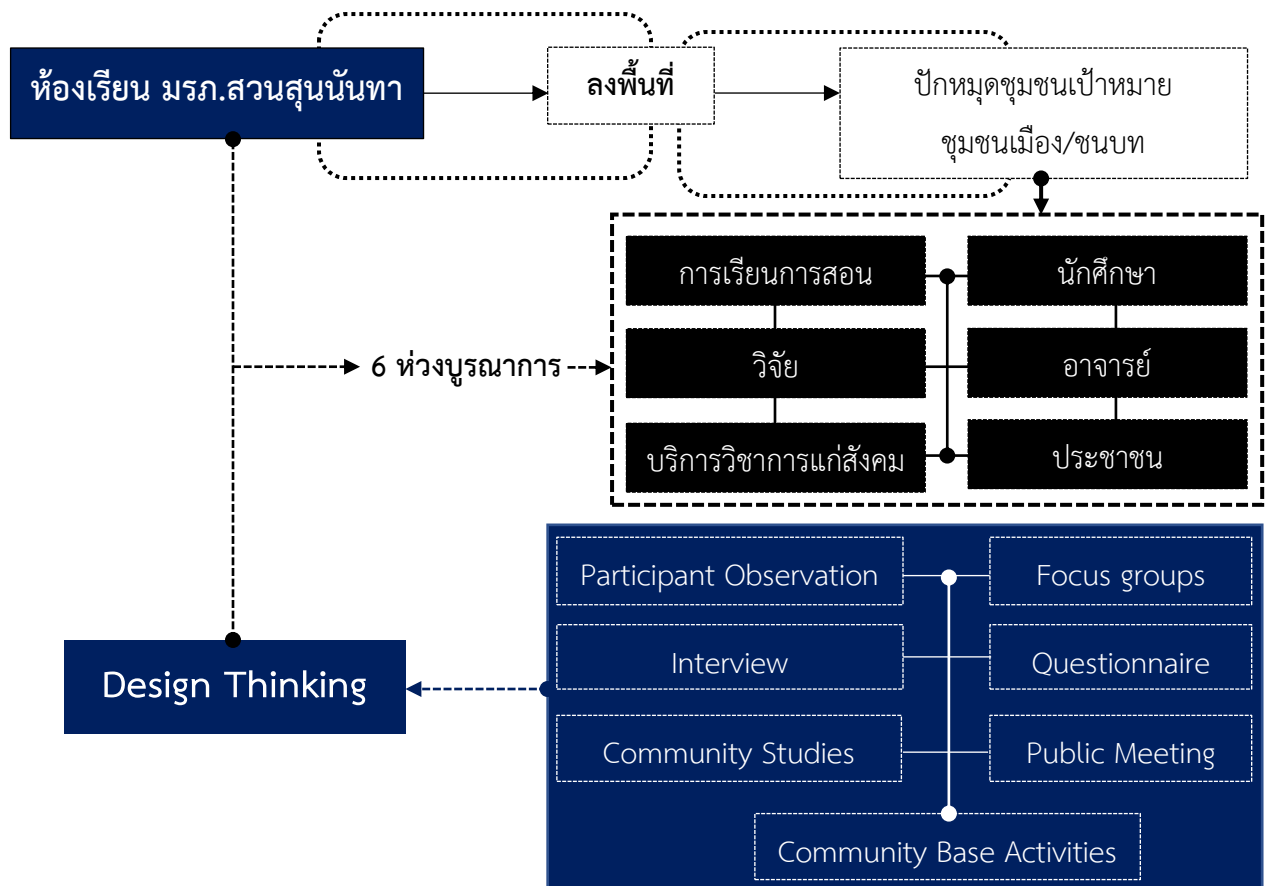 ห้องเรียน มรภ.สวนสุนันทา
ลงพื้นที่
ปักหมุดชุมชนเป้าหมาย
ชุมชนเมือง/ชนบท
การเรียนการสอน
นักศึกษา
6 ห่วงบูรณาการ
วิจัย
อาจารย์
บริการวิชาการแก่สังคม
ประชาชน
Participant Observation
Focus groups
Interview
Questionnaire
Design Thinking
Community Studies
Public Meeting
Community Base Activities